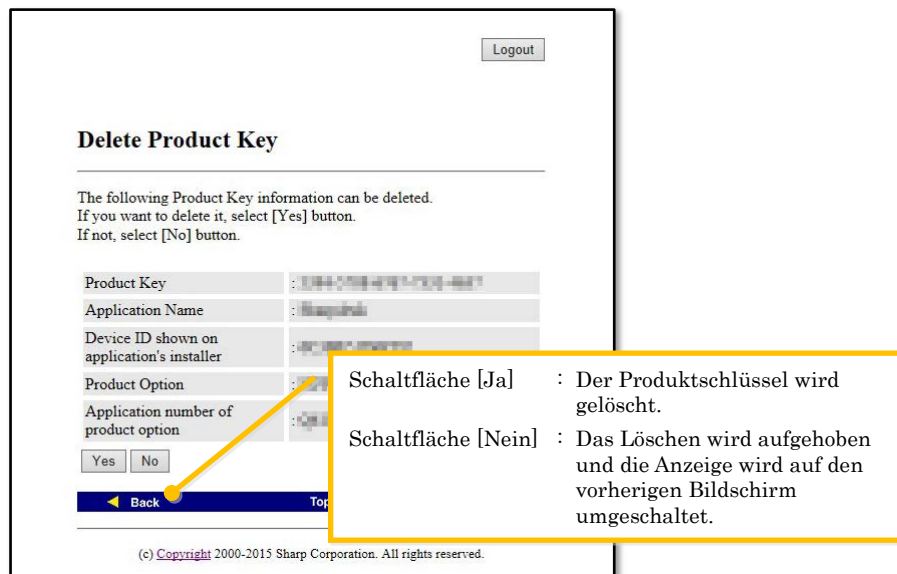 Logout
Delete Product Key
The following Product Key information can be deleted.
If you want to delete it, select [Yes] button.
If not, select [No] button.
Product Key :
Application Name :
Device ID shown on
application's installer :
Product Option :
Application number of
product option :
Yes No
Back Top
(c) Copyright 2000-2015 Sharp Corporation. All rights reserved.
Schaltfläche [Ja] : Der Produktschlüssel wird
gelöscht.
Schaltfläche [Nein] : Das Löschen wird aufgehoben
und die Anzeige wird auf den
vorherigen Bildschirm
umgeschaltet.